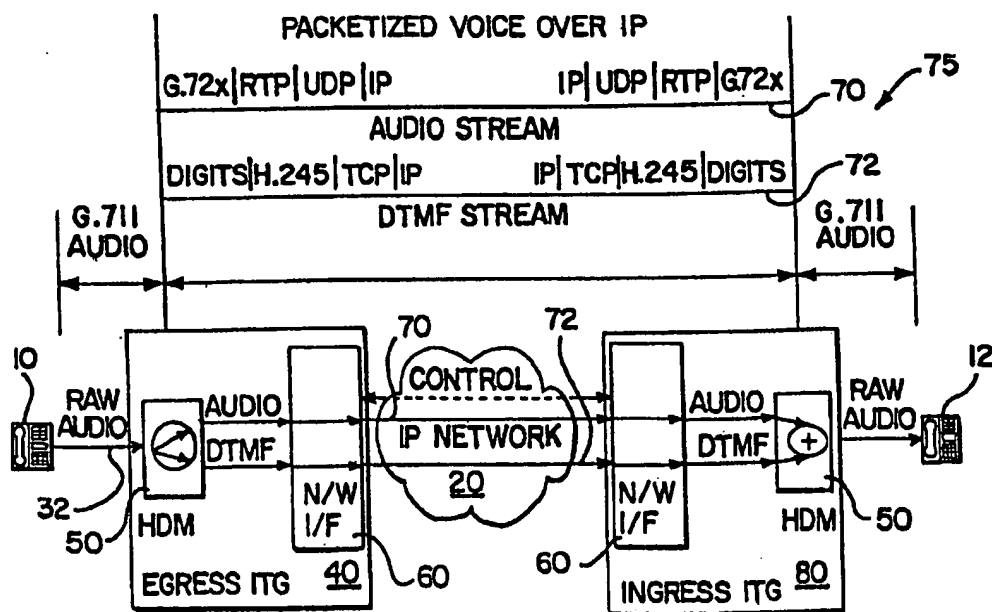 PACKETIZED VOICE OVER IP
G.72x|RTP|UDP|IP
IP|UDP|RTP|G.72x
75
70
AUDIO STREAM
DIGITS|H.245|TCP|IP
IP|TCP|H.245|DIGITS
72
DTMF STREAM
G.711
AUDIO
G.711
AUDIO
70
72
10
12
CONTROL
RAW
AUDIO
AUDIO
AUDIO
RAW
AUDIO
IP NETWORK
DTMF
DTMF
+
20
32
50
HDM
N/W
I/F
N/W
I/F
HDM
50
60
60
EGRESS ITG
40
INGRESS ITG
80